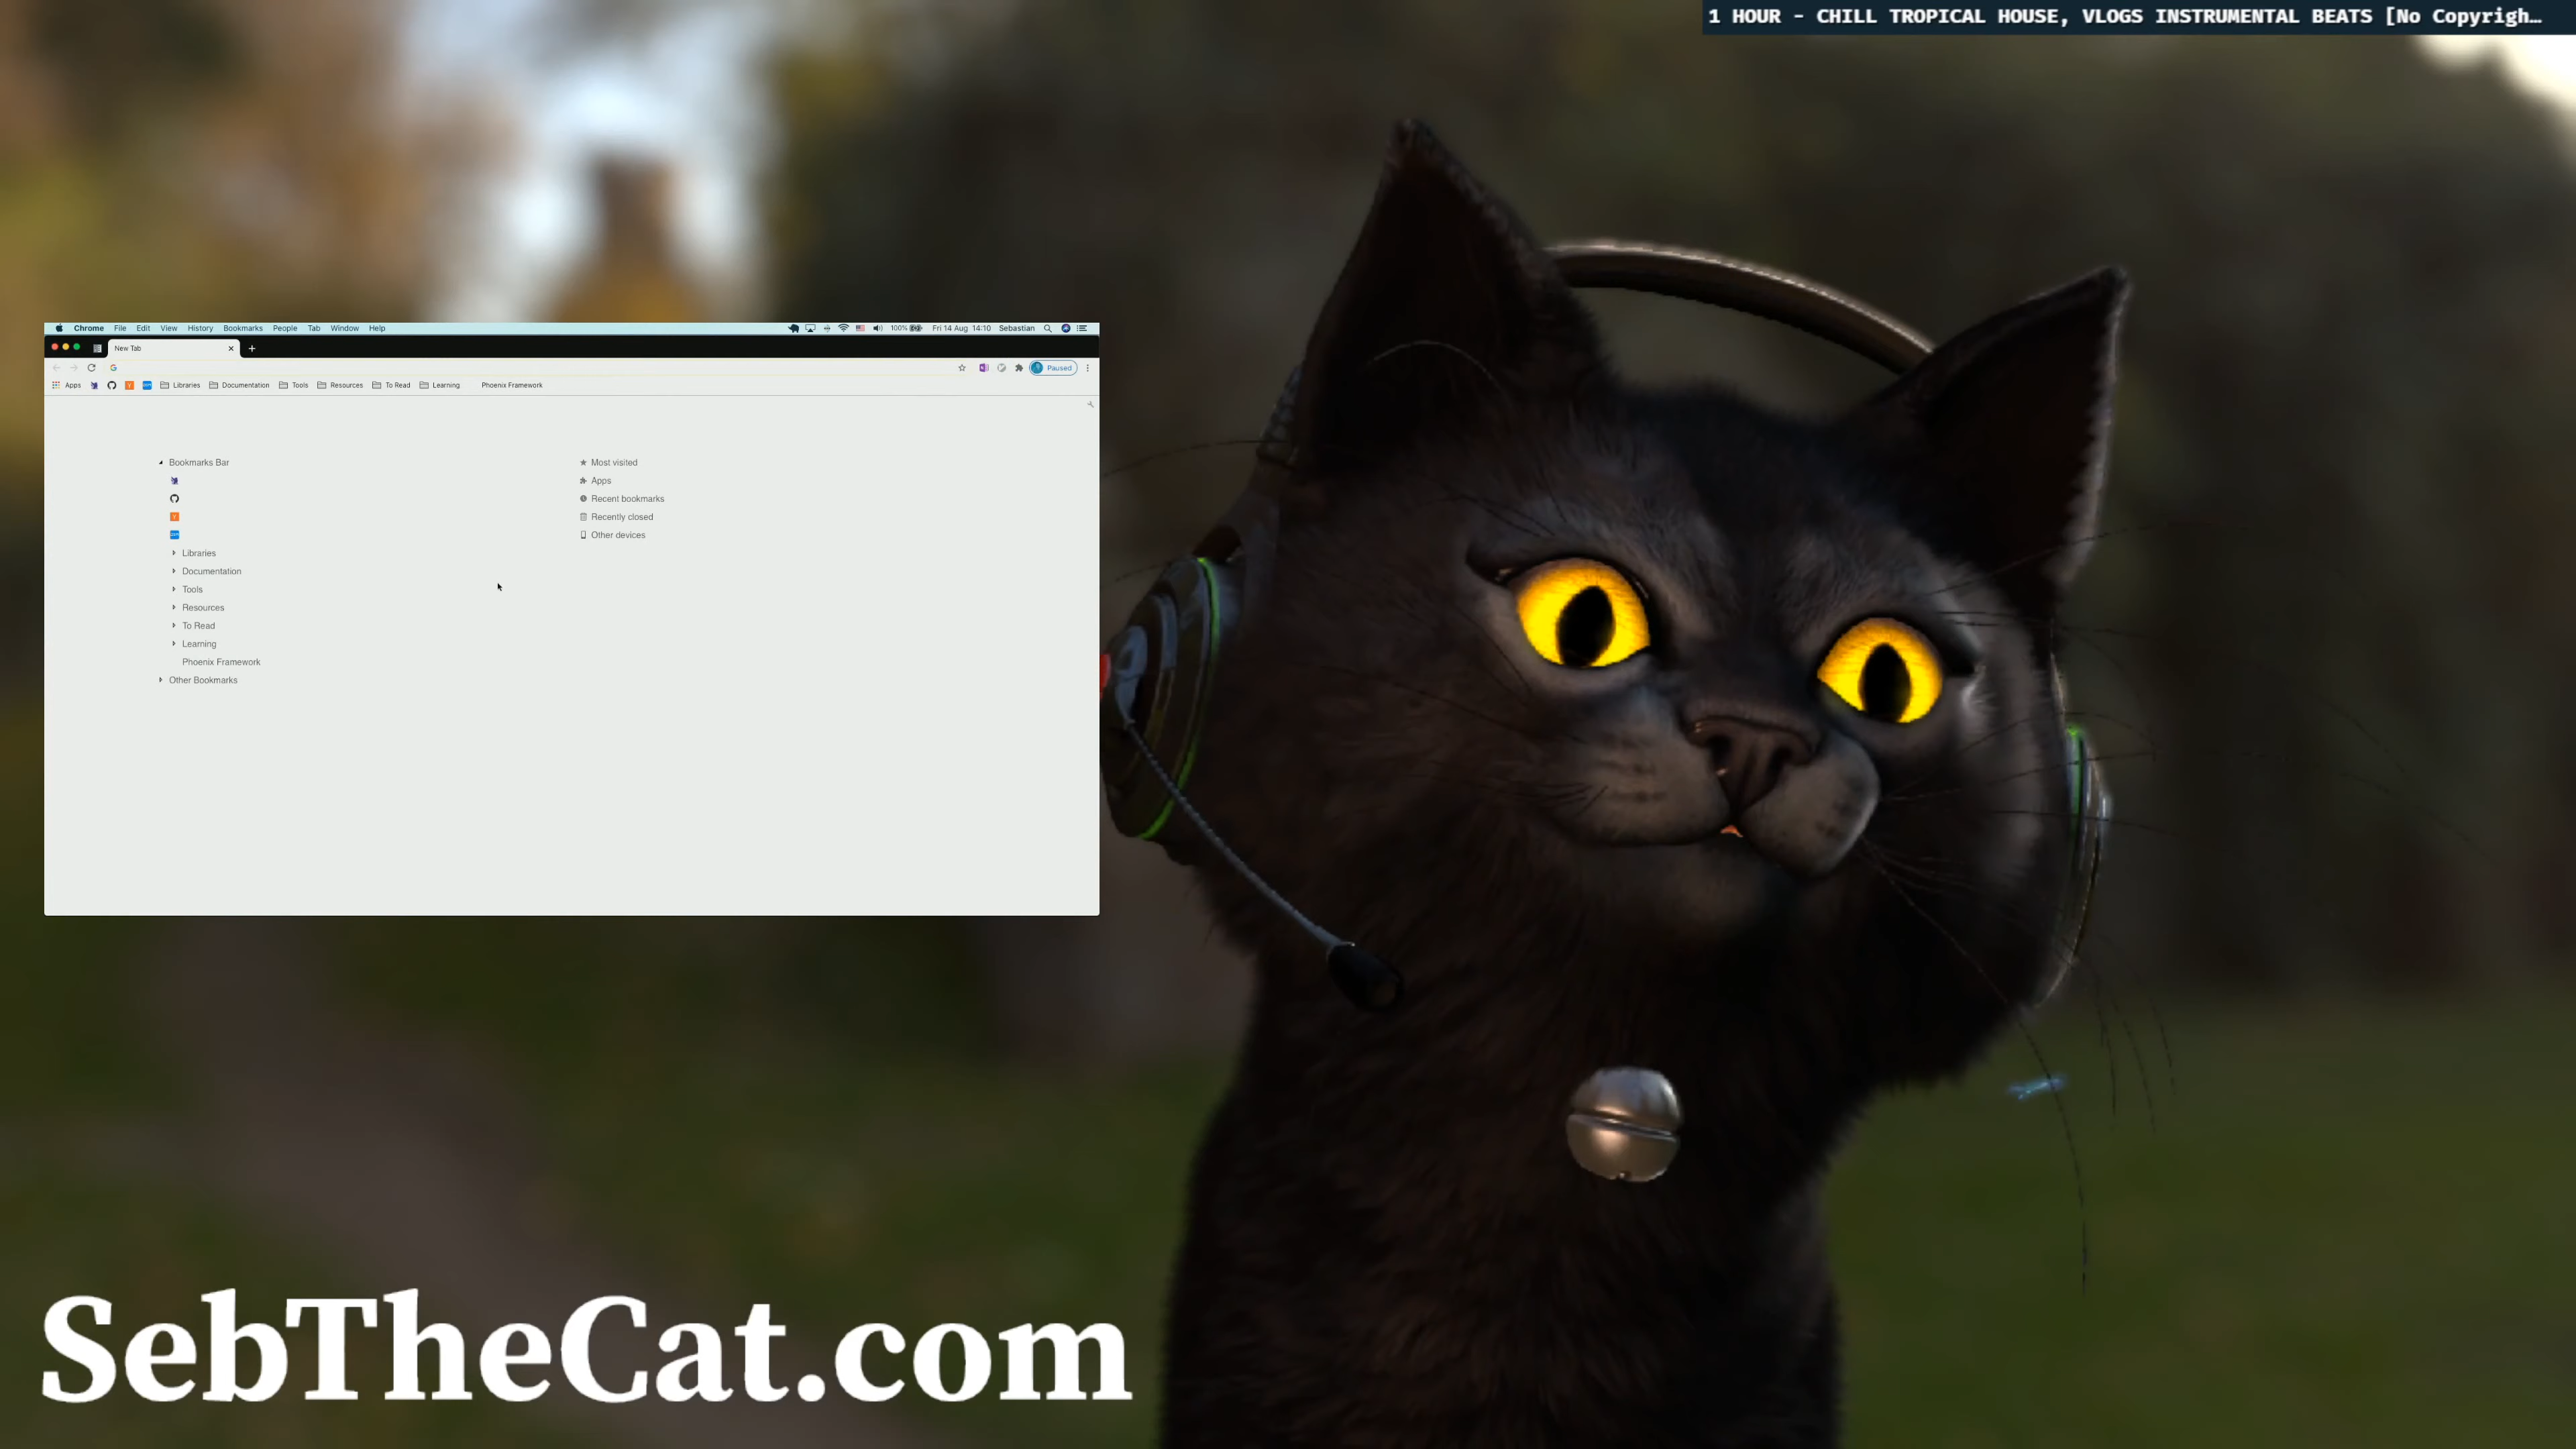 1 HOUR - CHILL TROPICAL HOUSE, VLOGS INSTRUMENTAL BEATS [No Copyrigh…
Chrome File Edit View History Bookmarks People Tab Window Help 100% Fri 14 Aug 14:10 Sebastian
New Tab
Paused
Apps Libraries Documentation Tools Resources To Read Learning Phoenix Framework
Bookmarks Bar
Libraries
Documentation
Tools
Resources
To Read
Learning
Phoenix Framework
Other Bookmarks
Most visited
Apps
Recent bookmarks
Recently closed
Other devices
SebTheCat.com